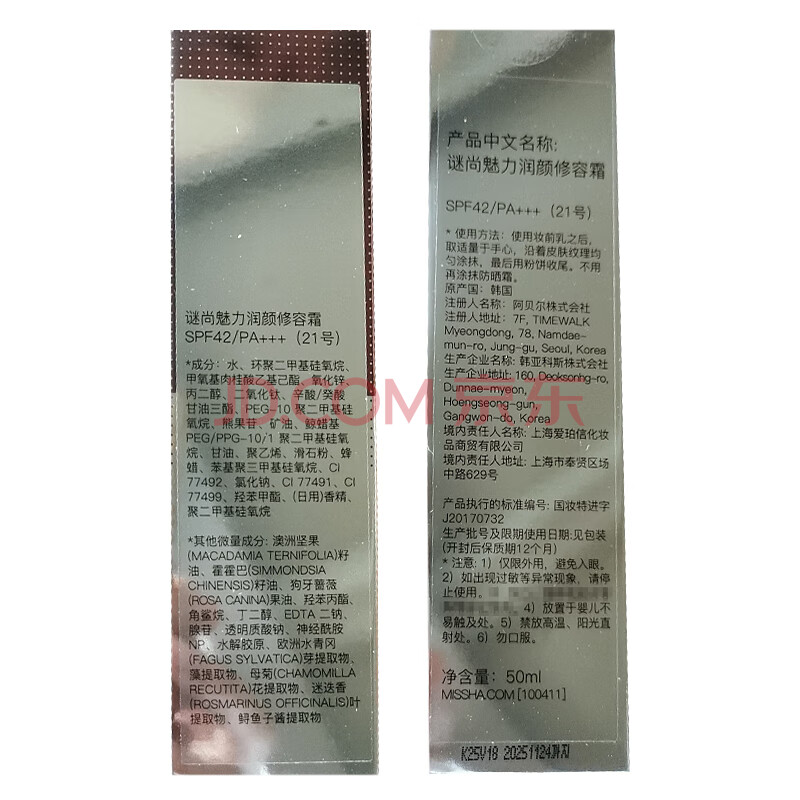 谜尚魅力润颜修容霜
SPF42/PA+++（21号）
*成分：水、环聚二甲基硅氧烷、
甲氧基肉桂酸乙基己酯、氧化锌、
丙二醇、二氧化钛、辛酸/癸酸
甘油三酯、PEG-10 聚二甲基硅
氧烷、熊果苷、矿油、鲸蜡基
PEG/PPG-10/1 聚二甲基硅氧
烷、甘油、聚乙烯、滑石粉、蜂
蜡、苯基聚三甲基硅氧烷、CI
77492、氯化钠、CI 77491、CI
77499、羟苯甲酯、(日用)香精、
聚二甲基硅氧烷
*其他微量成分：澳洲坚果
(MACADAMIA TERNIFOLIA)籽
油、霍霍巴(SIMMONDSIA
CHINENSIS)籽油、狗牙蔷薇
(ROSA CANINA)果油、羟苯丙酯、
角鲨烷、丁二醇、EDTA 二钠、
腺苷、透明质酸钠、神经酰胺
NP、水解胶原、欧洲水青冈
(FAGUS SYLVATICA)芽提取物、
藻提取物、母菊(CHAMOMILLA
RECUTITA)花提取物、迷迭香
(ROSMARINUS OFFICINALIS)叶
提取物、鲟鱼子酱提取物
产品中文名称:
谜尚魅力润颜修容霜
SPF42/PA+++（21号）
* 使用方法：使用妆前乳之后，
取适量于手心，沿着皮肤纹理均
匀涂抹。最后用粉饼收尾。不用
再涂抹防晒霜。
原产国：韩国
注册人名称：阿贝尔株式会社
注册人地址：7F, TIMEWALK
Myeongdong, 78, Namdae-
mun-ro, Jung-gu, Seoul, Korea
生产企业名称：韩亚科斯株式会社
生产企业地址：160, Decksonhg-ro,
Dunnae-myeon,
Hoengseong-gun,
Gangwon-do, Korea
境内责任人名称：上海爱珀信化妆
品商贸有限公司
境内责任人地址：上海市奉贤区场
中路629号
产品执行的标准编号：国妆特进字
J20170732
生产批号及限期使用日期:见包装
(开封后保质期12个月)
* 注意：1）仅限外用，避免入眼。
2）如出现过敏等异常现象，请停
止使用。
4）放置于婴儿不
易触及处。5）禁放高温、阳光直
射处。6）勿口服。
净含量： 50ml
MISSHA.COM [100411]
K25V18 20251124까지
JD.COM 京东